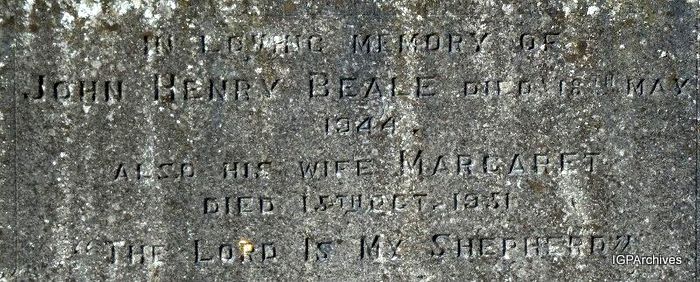 IN LOVING MEMORY OF
JOHN HENRY BEALE DIED 18TH MAY
1944.
ALSO HIS WIFE MARGARET
DIED 15TH OCT. 1951
"THE LORD IS MY SHEPHERD"
IGPArchives